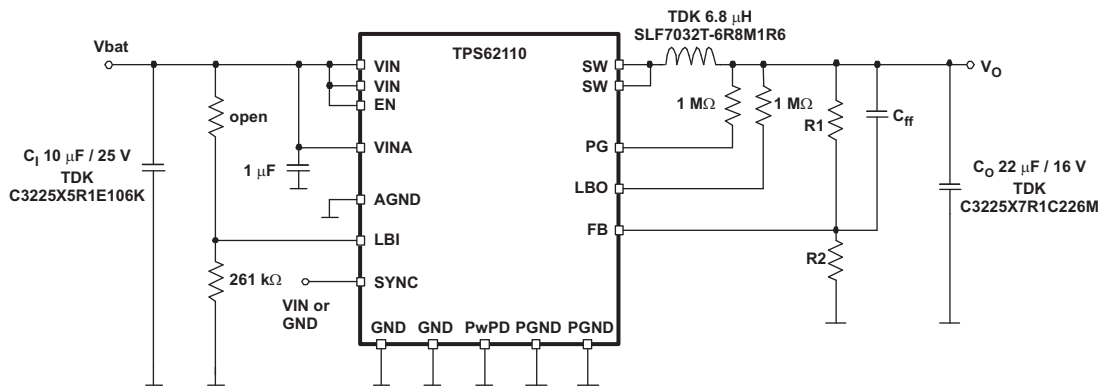 TDK 6.8 μH
SLF7032T-6R8M1R6
Vbat
TPS62110
VIN
SW
VO
VIN
SW
EN
open
1 MΩ
1 MΩ
R1
Cff
VINA
PG
CI 10 μF / 25 V
TDK
C3225X5R1E106K
1 μF
CO 22 μF / 16 V
TDK
C3225X7R1C226M
AGND
LBO
LBI
FB
261 kΩ
R2
SYNC
VIN or
GND
GND GND PwPD PGND PGND